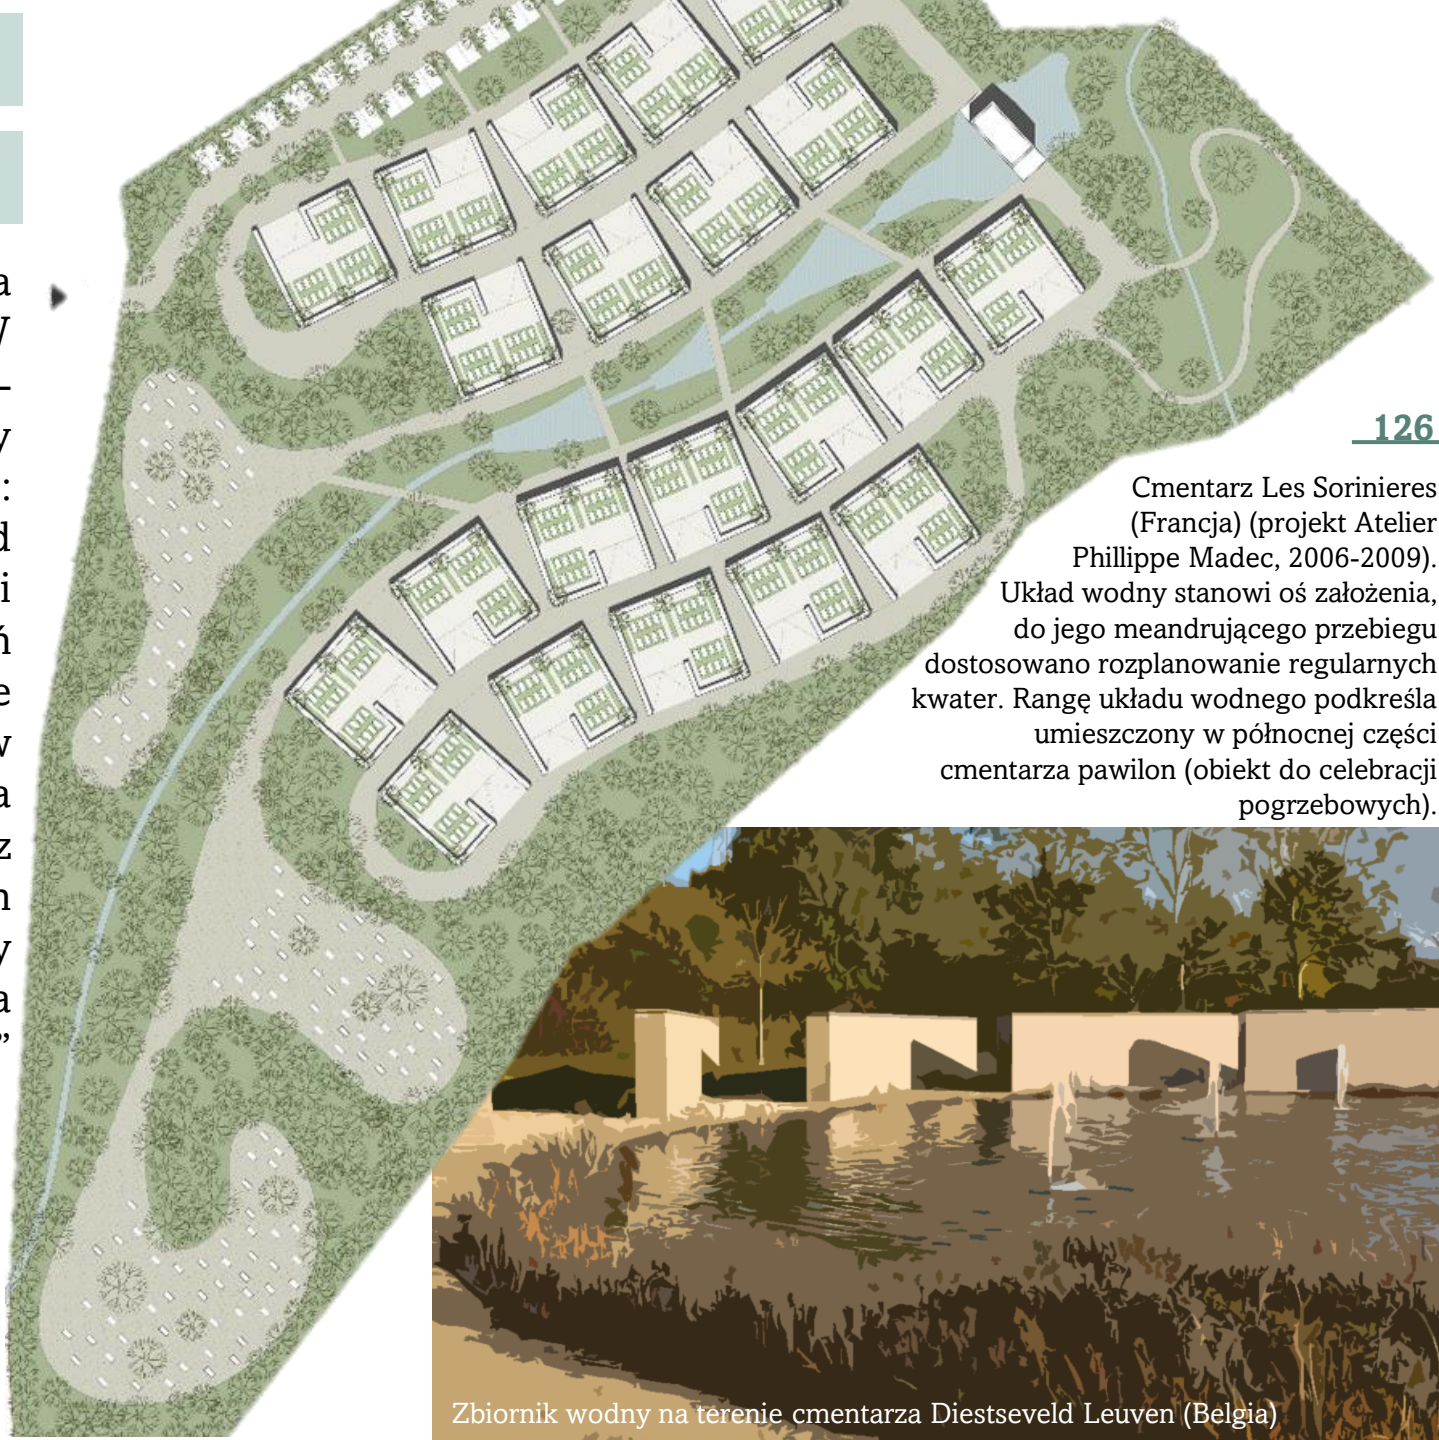 a
W
–
y
:
d
i
ń
e
w
a
z
n
y
a
”
126
Cmentarz Les Sorinieres
(Francja) (projekt Atelier
Phillippe Madec, 2006-2009).
Układ wodny stanowi oś założenia,
do jego meandrującego przebiegu
dostosowano rozplanowanie regularnych
kwater. Rangę układu wodnego podkreśla
umieszczony w północnej części
cmentarza pawilon (obiekt do celebracji
pogrzebowych).
Zbiornik wodny na terenie cmentarza Diestseveld Leuven (Belgia)